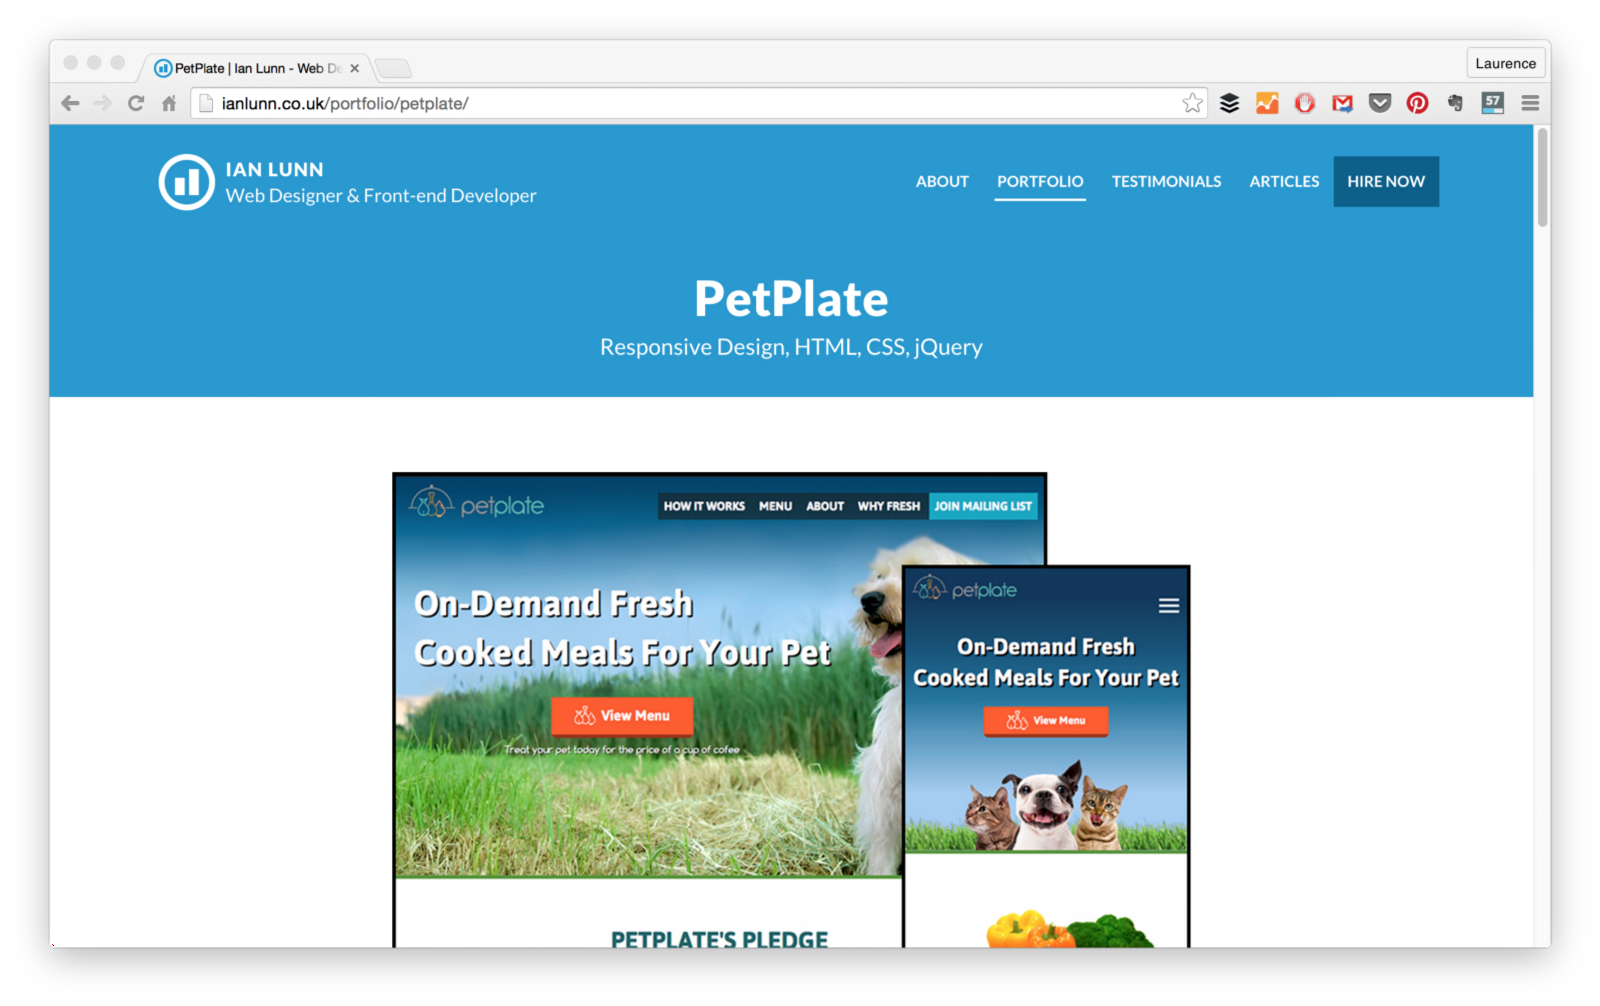 PetPlate | Ian Lunn - Web De
Laurence
ianlunn.co.uk/portfolio/petplate/
57
IAN LUNN
Web Designer & Front-end Developer
ABOUT PORTFOLIO TESTIMONIALS ARTICLES HIRE NOW
PetPlate
Responsive Design, HTML, CSS, jQuery
petplate
HOW IT WORKS MENU ABOUT WHY FRESH JOIN MAILING LIST
On-Demand Fresh
Cooked Meals For Your Pet
View Menu
Treat your pet today for the price of a cup of cofee
PETPLATE'S PLEDGE
petplate
On-Demand Fresh
Cooked Meals For Your Pet
View Menu